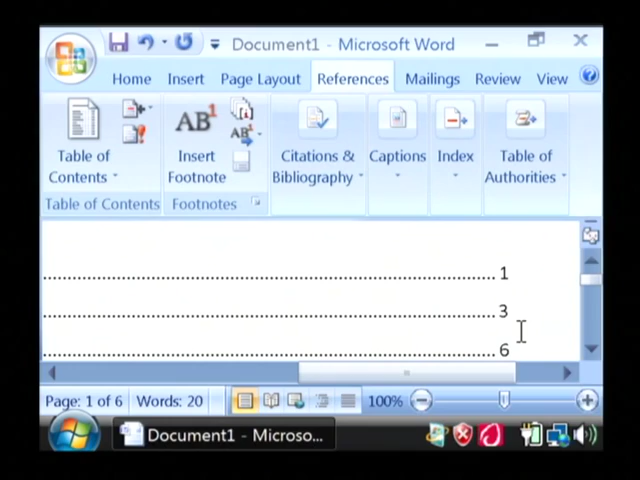 Document1 - Microsoft Word
Home Insert Page Layout References Mailings Review View
Table of Contents
AB1 Insert Footnote
AB1
Citations & Bibliography
Captions
Index
Table of Authorities
Table of Contents Footnotes
........................................................................................................ 1
........................................................................................................ 3
........................................................................................................ 6
Page: 1 of 6 Words: 20 100%
Document1 - Microso...